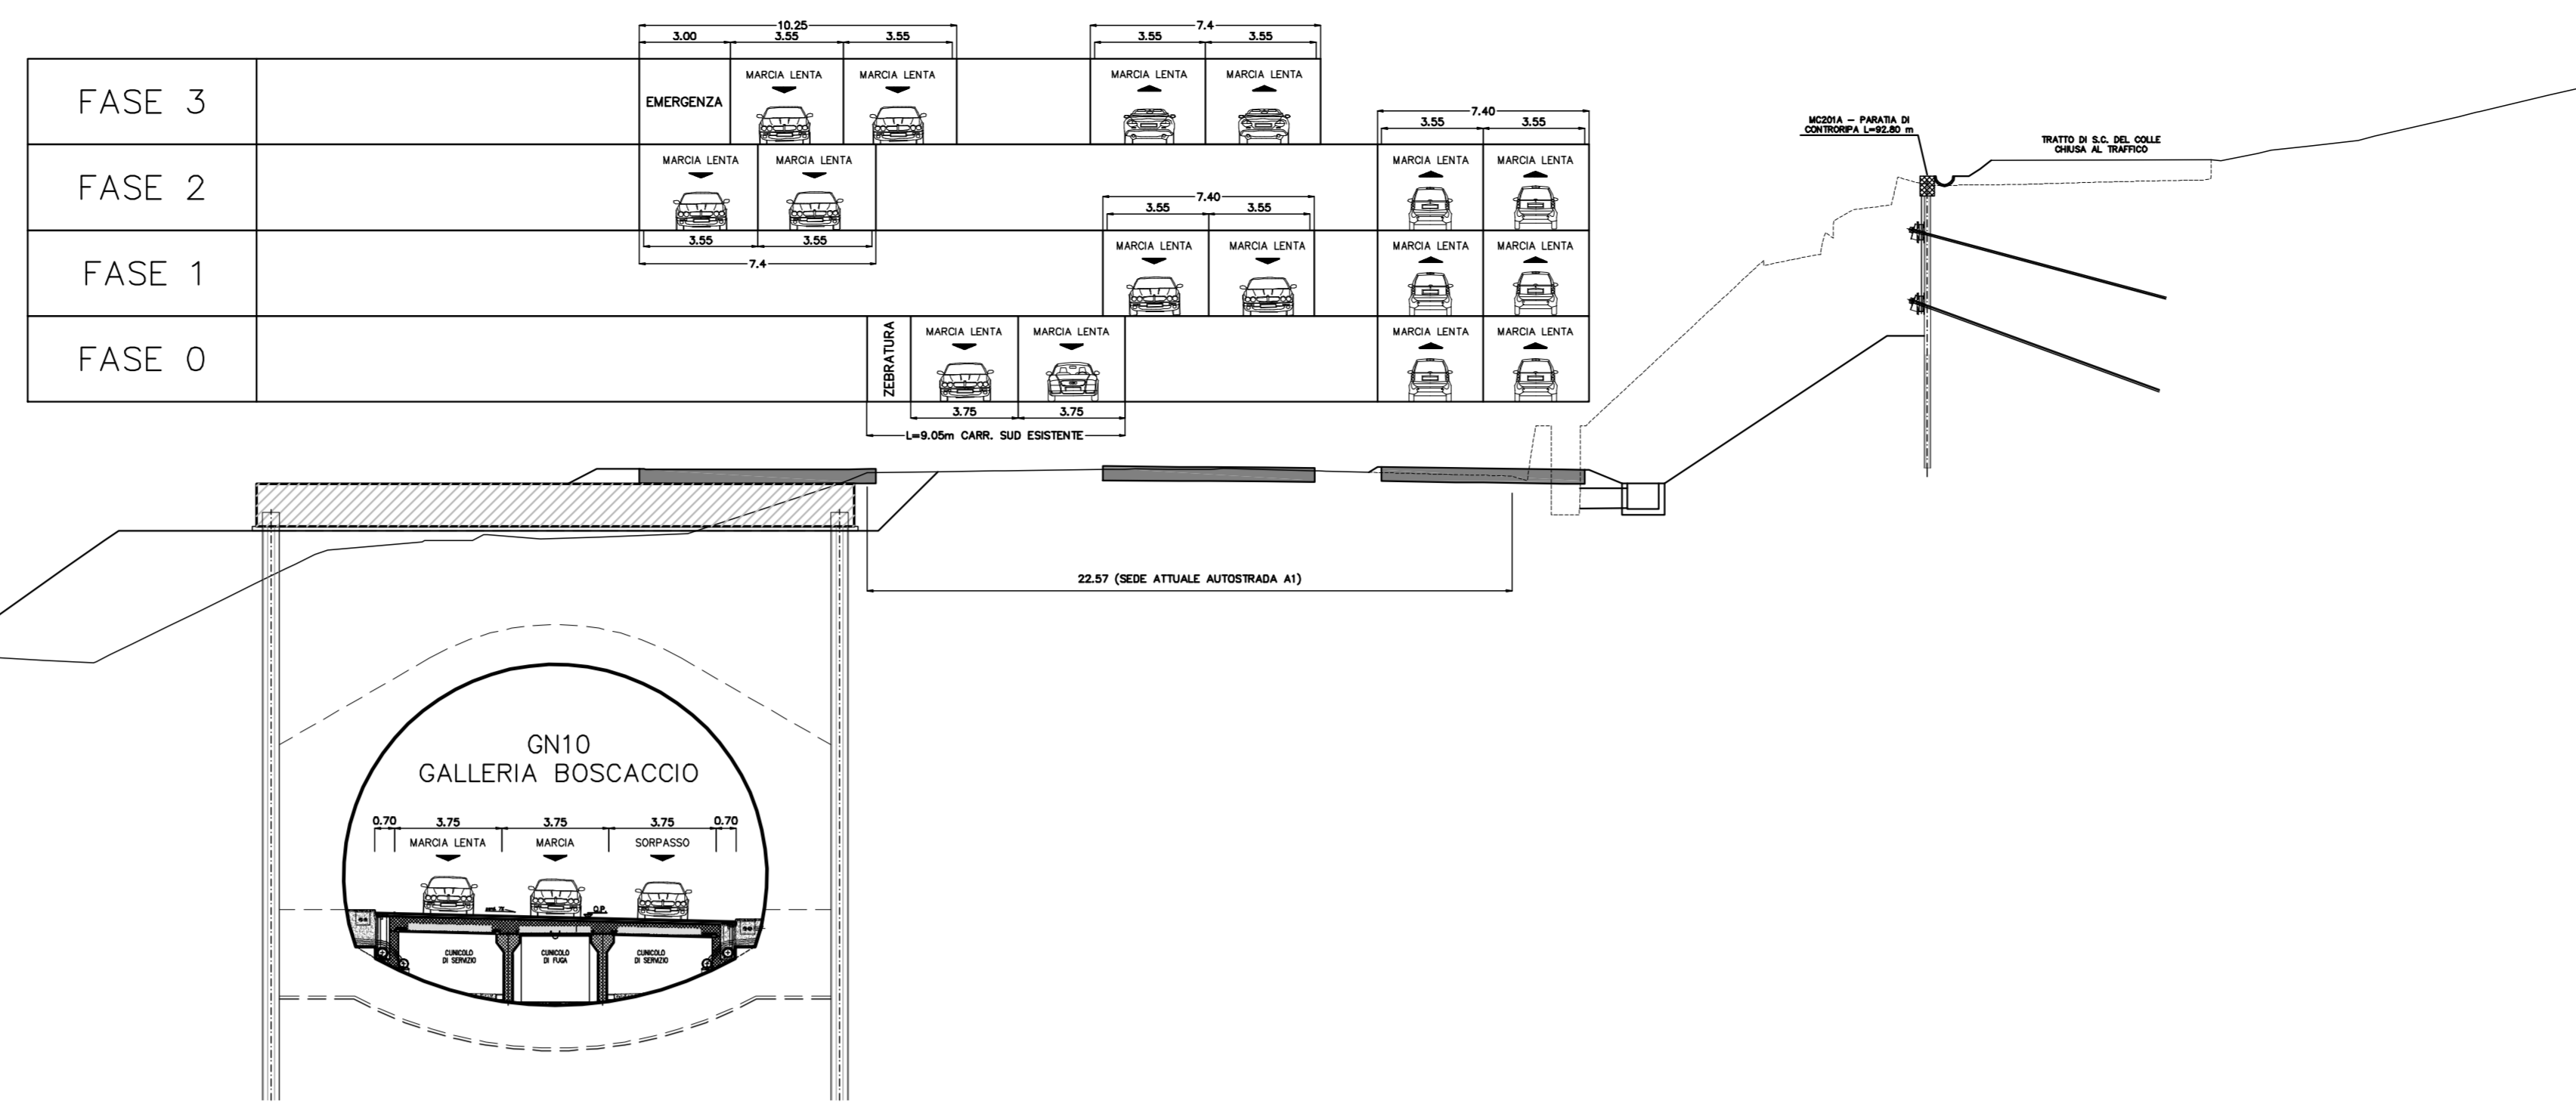 10.25
7.4
3.00
3.55
3.55
3.55
3.55
FASE 3
EMERGENZA
MARCIA LENTA
MARCIA LENTA
MARCIA LENTA
MARCIA LENTA
7.40
3.55
3.55
MC201A – PARATIA DI
CONTRORIPA L=92.80 m
TRATTO DI S.C. DEL COLLE
CHIUSA AL TRAFFICO
FASE 2
MARCIA LENTA
MARCIA LENTA
MARCIA LENTA
MARCIA LENTA
7.40
3.55
3.55
3.55
3.55
7.4
FASE 1
MARCIA LENTA
MARCIA LENTA
MARCIA LENTA
MARCIA LENTA
FASE 0
ZEBRATURA
MARCIA LENTA
MARCIA LENTA
MARCIA LENTA
MARCIA LENTA
3.75
3.75
L=9.05m CARR. SUD ESISTENTE
22.57 (SEDE ATTUALE AUTOSTRADA A1)
GN10
GALLERIA BOSCACCIO
0.70
3.75
3.75
3.75
0.70
MARCIA LENTA
MARCIA
SORPASSO
O.P.
CUNICOLO
DI SERVIZIO
CUNICOLO
DI FUGA
CUNICOLO
DI SERVIZIO